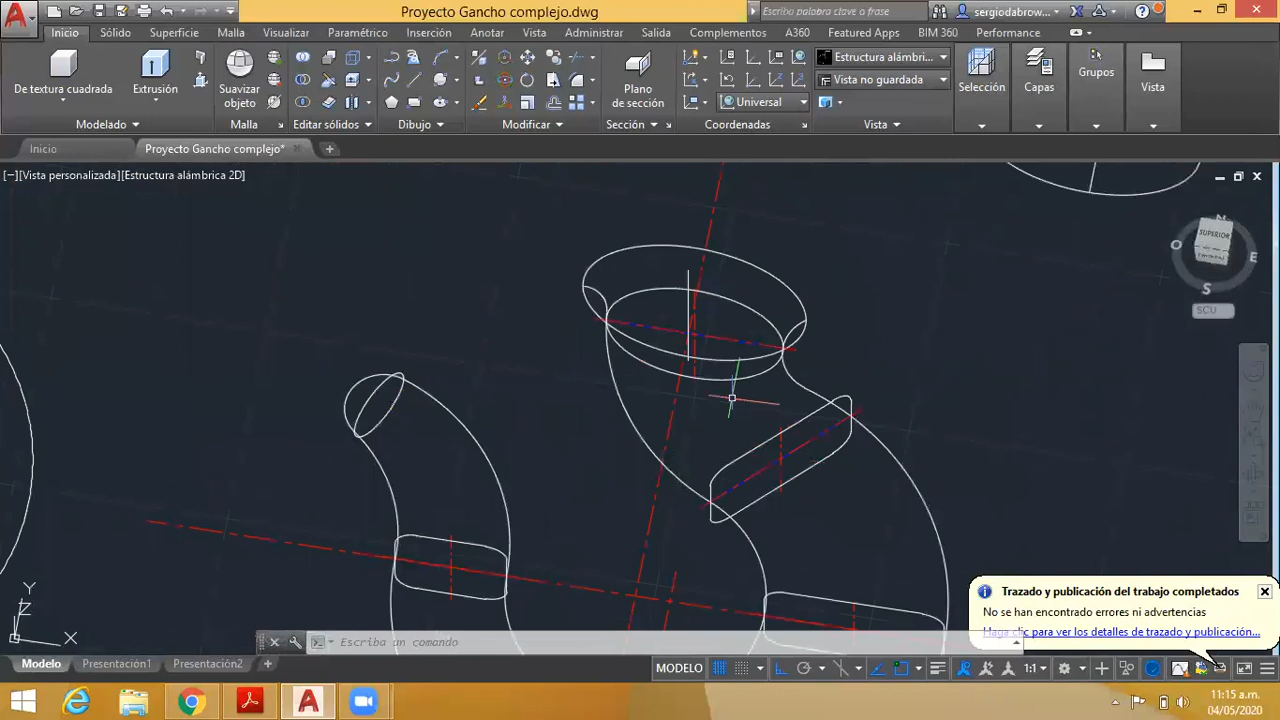 Proyecto Gancho complejo.dwg
Escriba palabra clave o frase
sergiodabrow...
Inicio Sólido Superficie Malla Visualizar Paramétrico Inserción Anotar Vista Administrar Salida Complementos A360 Featured Apps BIM 360 Performance
De textura cuadrada
Extrusión
Suavizar
objeto
Plano
de sección
Universal
Estructura alámbri...
Vista no guardada
Selección
Capas
Grupos
Vista
Modelado
Malla
Editar sólidos
Dibujo
Modificar
Sección
Coordenadas
Vista
Inicio
Proyecto Gancho complejo*
[−][Vista personalizada][Estructura alámbrica 2D]
N
SUPERIOR
O
E
S
SCU
Y
Z
X
Trazado y publicación del trabajo completados
No se han encontrado errores ni advertencias
Haga clic para ver los detalles de trazado y publicación...
Escriba un comando
Modelo Presentación1 Presentación2
MODELO
1:1
11:15 a.m.
04/05/2020